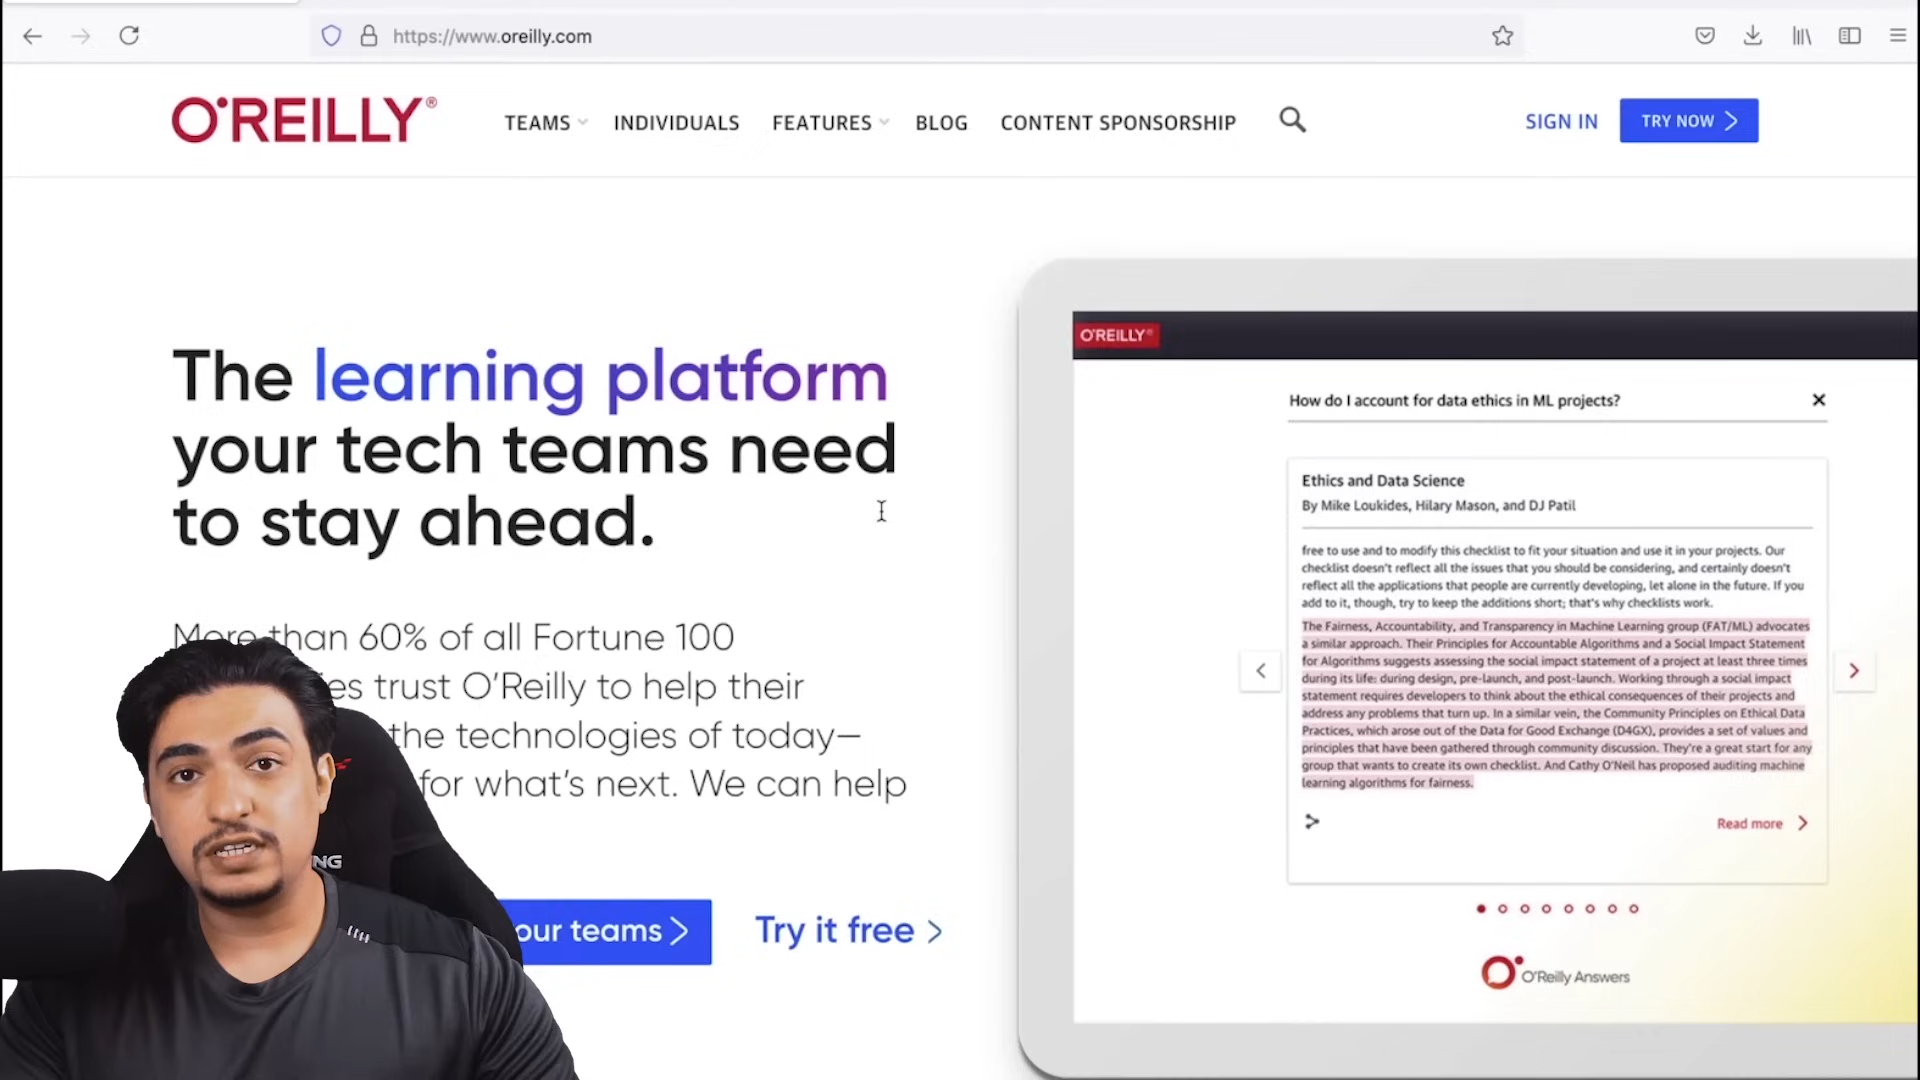 https://www.oreilly.com
O'REILLY®
TEAMS
INDIVIDUALS
FEATURES
BLOG
CONTENT SPONSORSHIP
SIGN IN
TRY NOW
The learning platform
your tech teams need
to stay ahead.
More than 60% of all Fortune 100
es trust O'Reilly to help their
the technologies of today—
for what's next. We can help
our teams
Try it free
NG
O'REILLY®
How do I account for data ethics in ML projects?
Ethics and Data Science
By Mike Loukides, Hilary Mason, and DJ Patil
free to use and to modify this checklist to fit your situation and use it in your projects. Our
checklist doesn't reflect all the issues that you should be considering, and certainly doesn't
reflect all the applications that people are currently developing, let alone in the future. If you
add to it, though, try to keep the additions short; that's why checklists work.
The Fairness, Accountability, and Transparency in Machine Learning group (FAT/ML) advocates
a similar approach. Their Principles for Accountable Algorithms and a Social Impact Statement
for Algorithms suggests assessing the social impact statement of a project at least three times
during its life: during design, pre-launch, and post-launch. Working through a social impact
statement requires developers to think about the ethical consequences of their projects and
address any problems that turn up. In a similar vein, the Community Principles on Ethical Data
Practices, which arose out of the Data for Good Exchange (D4GX), provides a set of values and
principles that have been gathered through community discussion. They're a great start for any
group that wants to create its own checklist. And Cathy O'Neil has proposed auditing machine
learning algorithms for fairness.
Read more
O'Reilly Answers